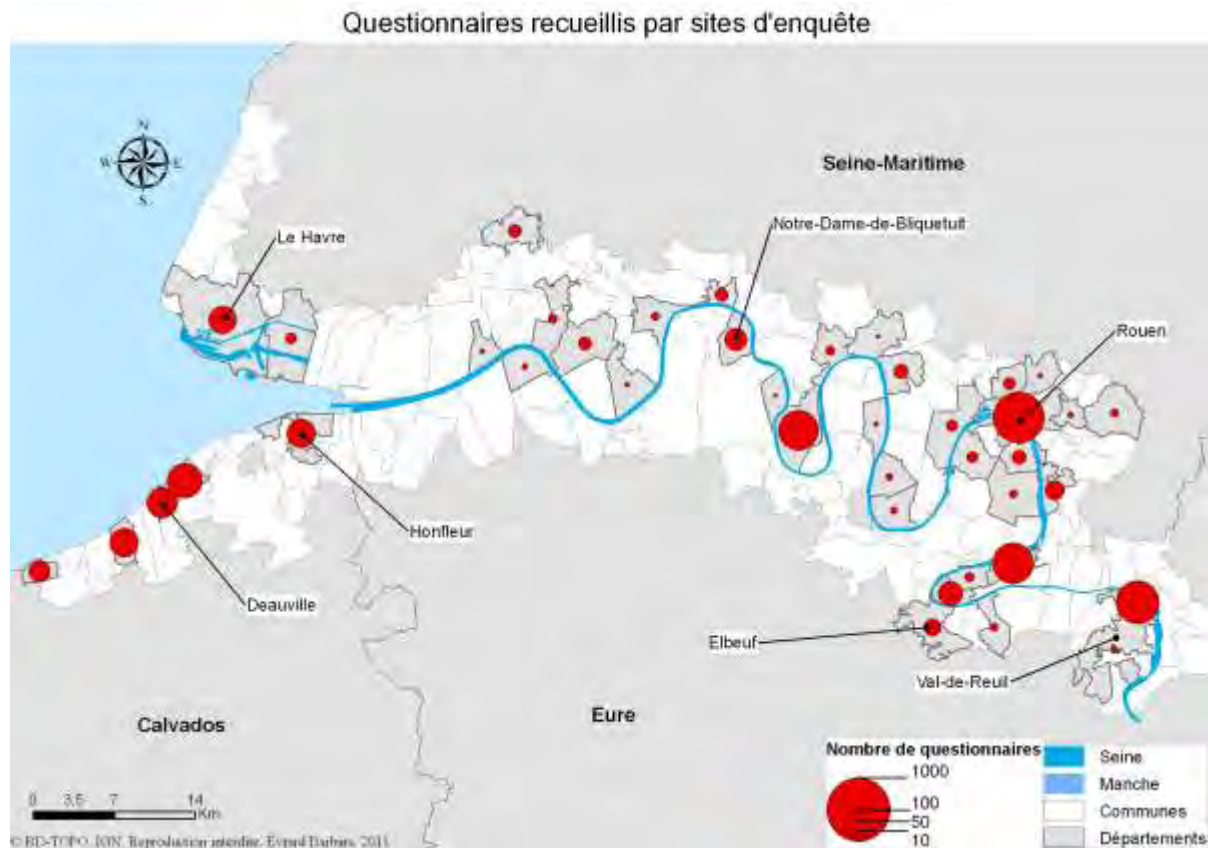 Questionnaires recueillis par sites d'enquête
N
W E
S
Seine-Maritime
Notre-Dame-de-Bliquetuit
Le Havre
Rouen
Honfleur
Deauville
Elbeuf
Val-de-Reuil
Calvados
Eure
Nombre de questionnaires
1000
100
50
10
Seine
Manche
Communes
Départements
0 3,5 7 14
Km
© BD-TOPO, IGN, Reproduction interdite, Evrard Barbara, 2011